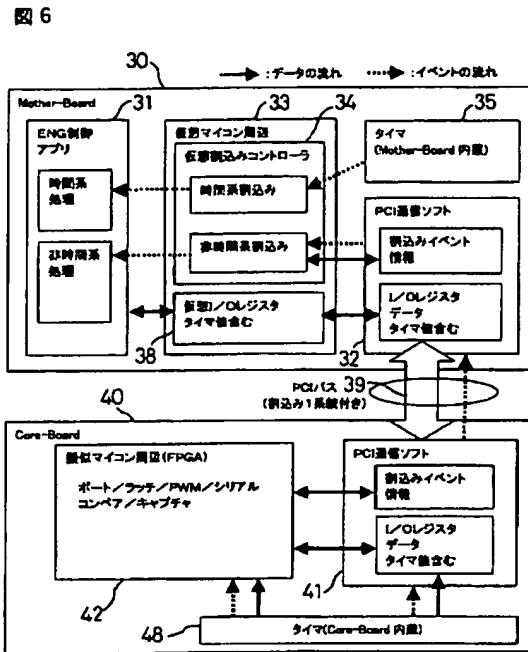 図 6
30
:データの流れ
:イベントの流れ
Mother-Board
31
33
34
35
ENG制御
アプリ
時間系
処理
非時間系
処理
仮想マイコン周辺
仮想割込みコントローラ
時間系割込み
非時間系割込み
仮想I/Oレジスタ
タイマ値含む
38
タイマ
(Mother-Board 内蔵)
PCI通信ソフト
割込みイベント
情報
I/Oレジスタ
データ
タイマ値含む
32
PCIバス
(割込み1系統付き)
39
40
Core-Board
擬似マイコン周辺(FPGA)
ポート/ラッチ/PWM/シリアル
コンペア/キャプチャ
42
PCI通信ソフト
割込みイベント
情報
I/Oレジスタ
データ
タイマ値含む
41
48
タイマ(Core-Board 内蔵)